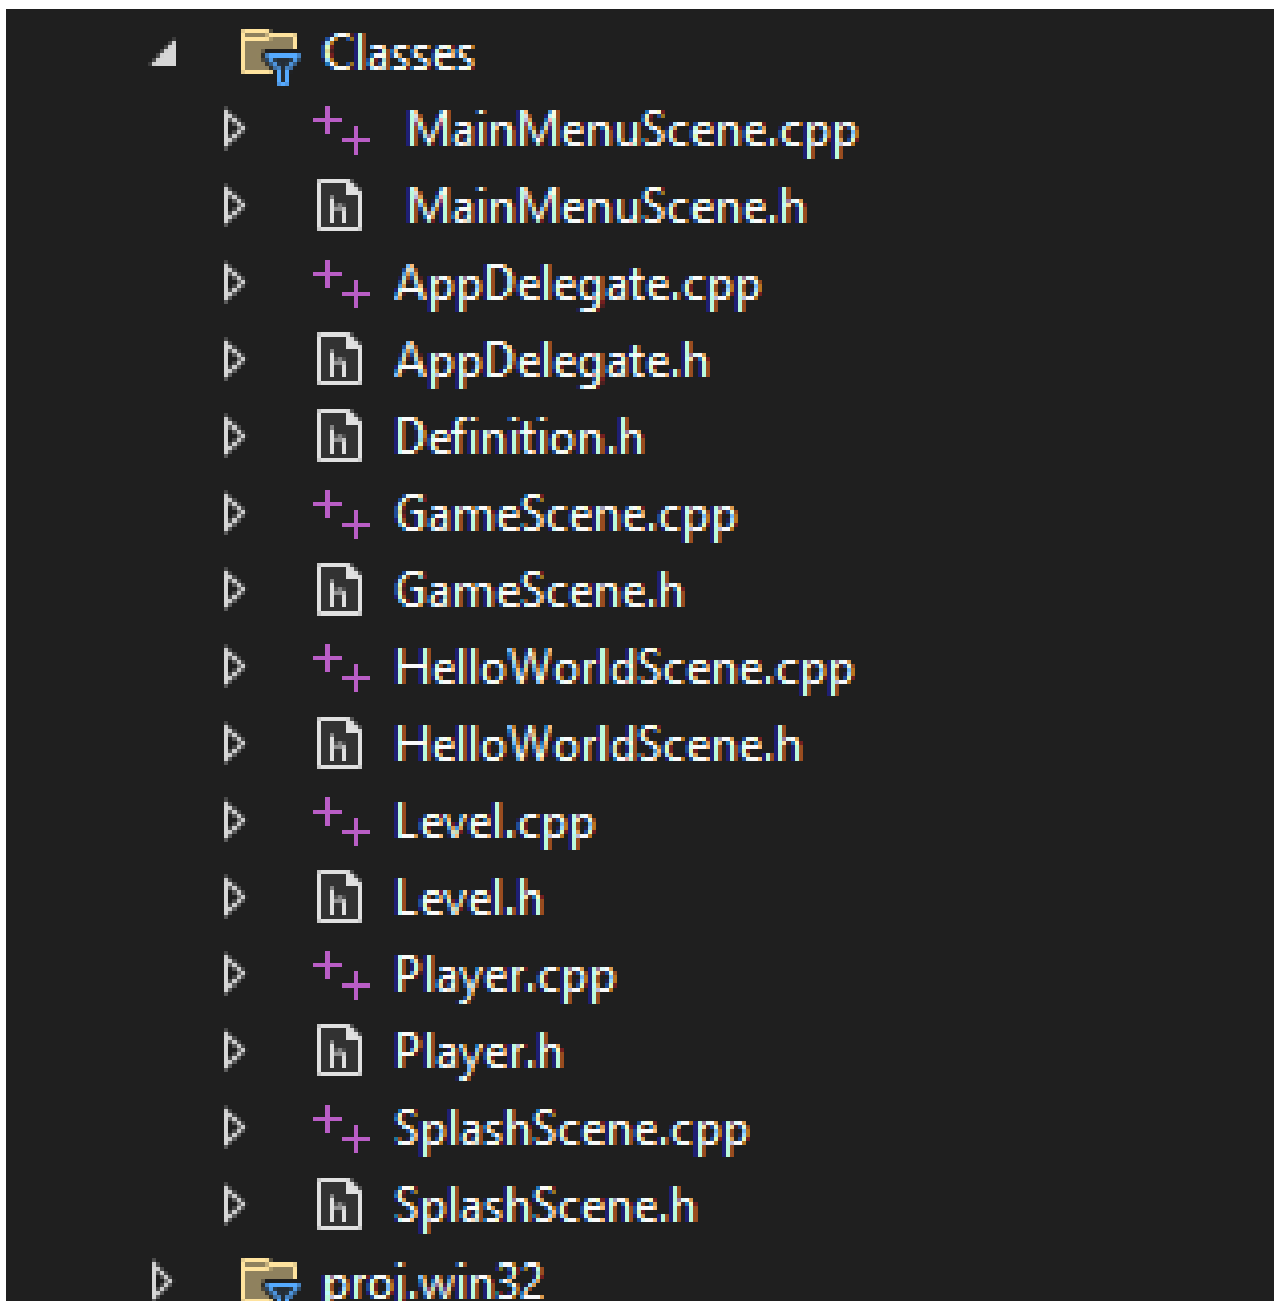 Classes
MainMenuScene.cpp
MainMenuScene.h
AppDelegate.cpp
AppDelegate.h
Definition.h
GameScene.cpp
GameScene.h
HelloWorldScene.cpp
HelloWorldScene.h
Level.cpp
Level.h
Player.cpp
Player.h
SplashScene.cpp
SplashScene.h
proj.win32